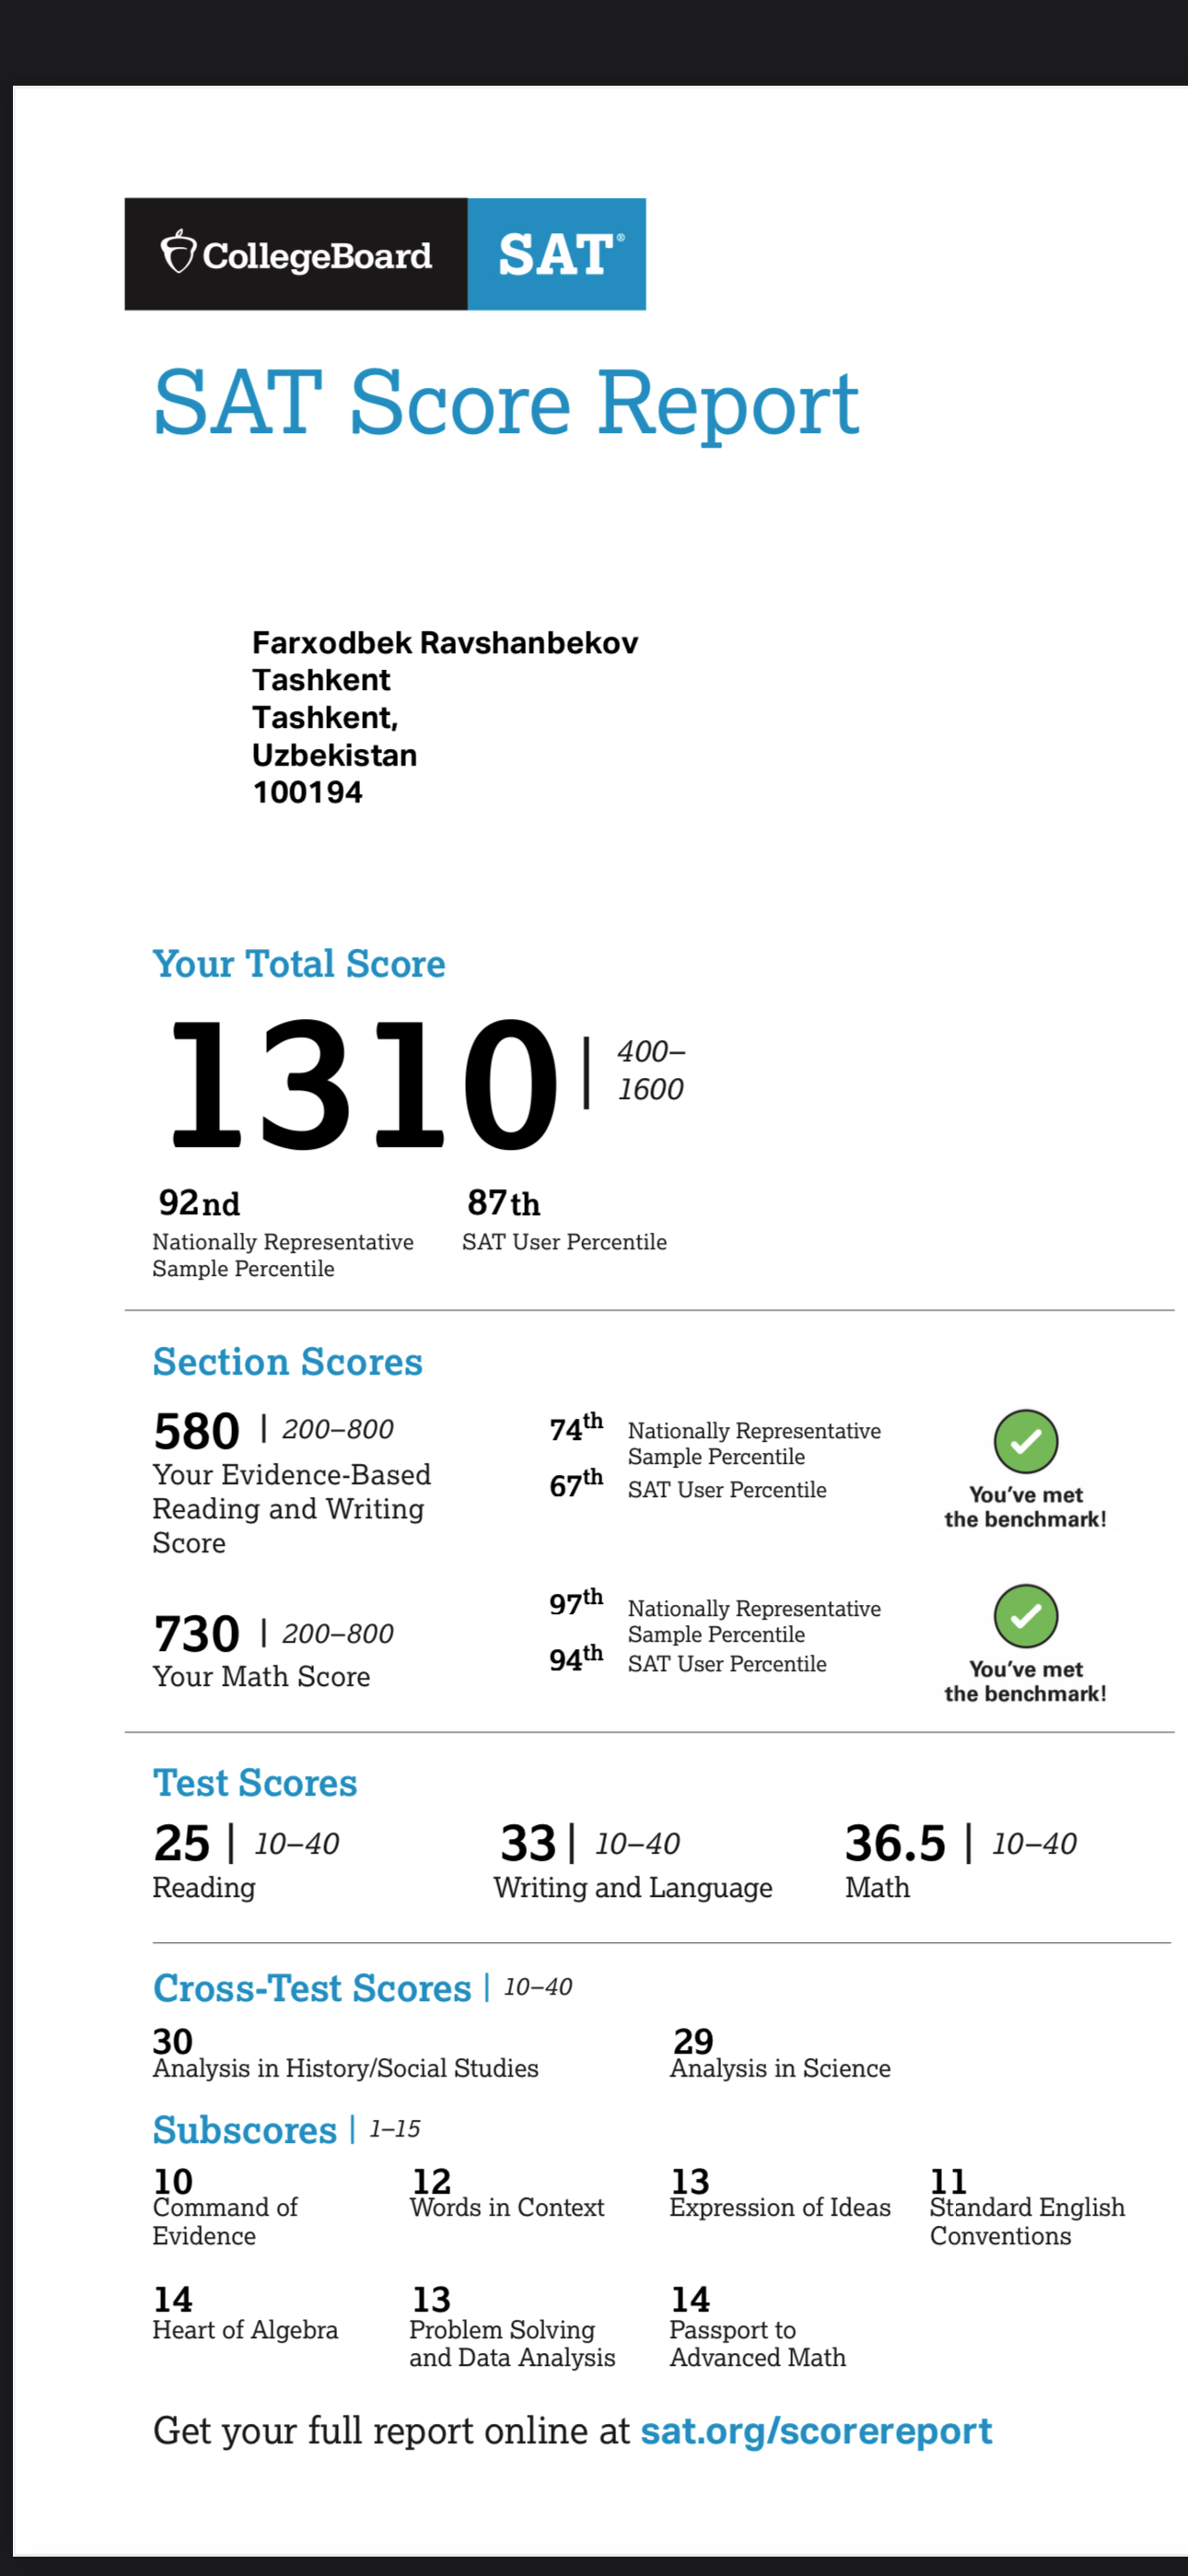 CollegeBoard SAT®
SAT Score Report
Farxodbek Ravshanbekov
Tashkent
Tashkent,
Uzbekistan
100194
Your Total Score
1310 | 400–
1600
92nd 87th
Nationally Representative SAT User Percentile
Sample Percentile
Section Scores
580 | 200–800
Your Evidence-Based
Reading and Writing
Score
74th Nationally Representative
Sample Percentile
67th SAT User Percentile
You've met
the benchmark!
730 | 200–800
Your Math Score
97th Nationally Representative
Sample Percentile
94th SAT User Percentile
You've met
the benchmark!
Test Scores
25 | 10–40 33 | 10–40 36.5 | 10–40
Reading Writing and Language Math
Cross-Test Scores | 10–40
30 29
Analysis in History/Social Studies Analysis in Science
Subscores | 1–15
10 12 13 11
Command of Words in Context Expression of Ideas Standard English
Evidence Conventions
14 13 14
Heart of Algebra Problem Solving Passport to
and Data Analysis Advanced Math
Get your full report online at sat.org/scorereport